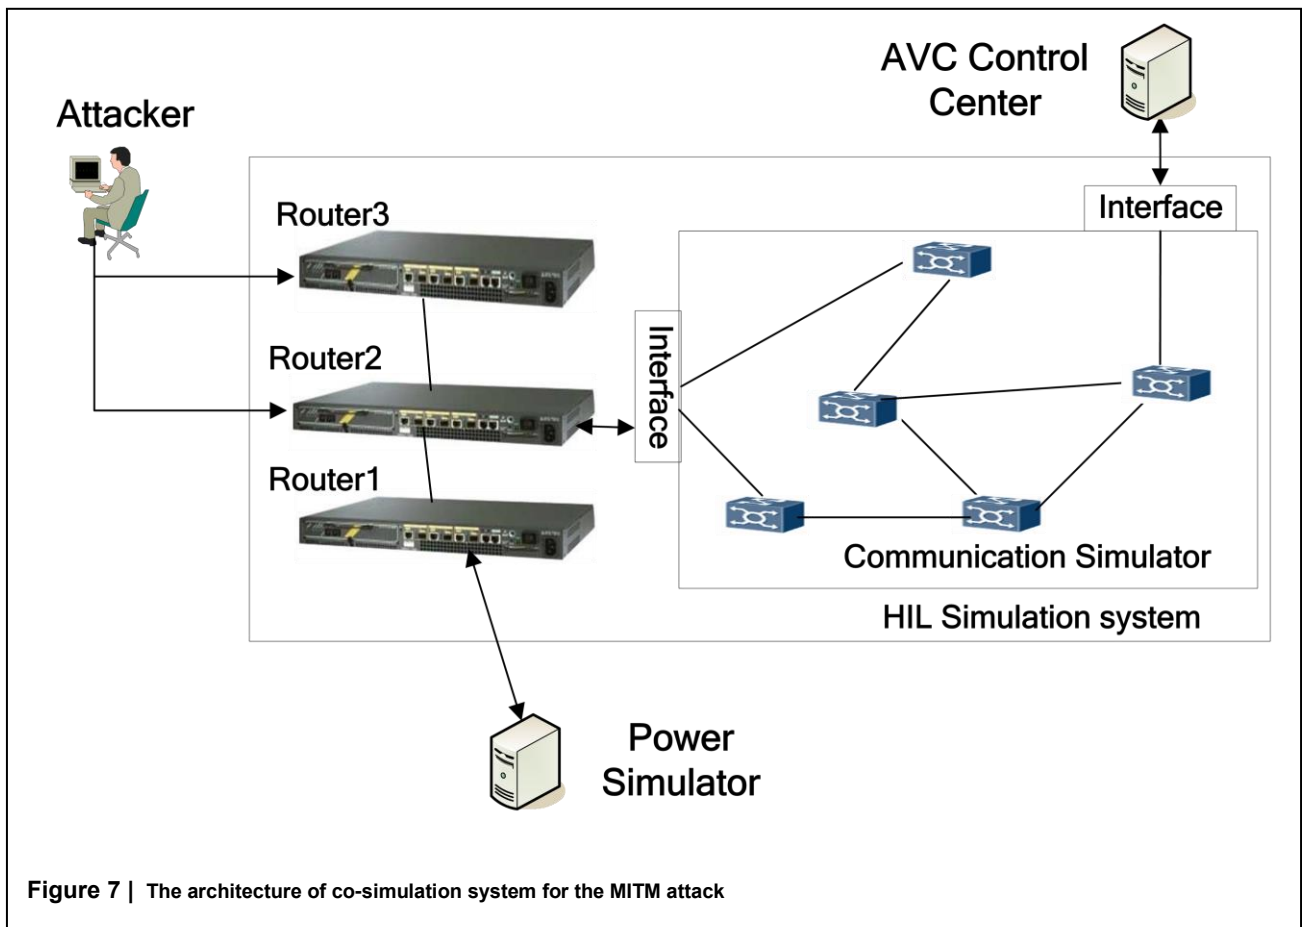 AVC Control
Center
Attacker
Interface
Router3
Router2
Interface
Router1
Communication Simulator
HIL Simulation system
Power
Simulator
Figure 7 | The architecture of co-simulation system for the MITM attack